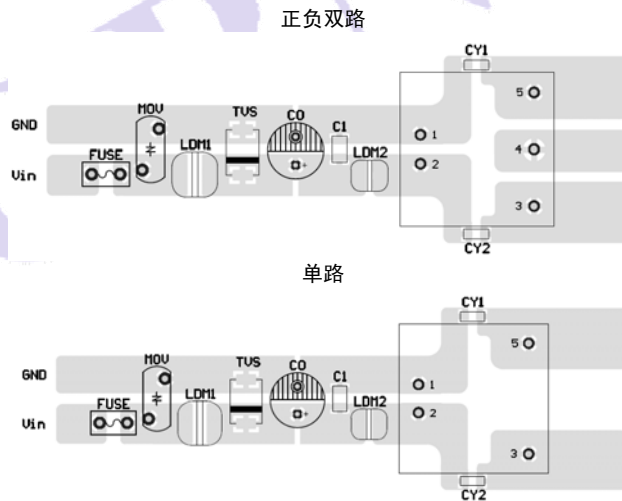 正负双路
CY1
MOV
TVS
CO
C1
5
GND
1
LDM1
LDM2
4
FUSE
Vin
2
+
3
CY2
单路
CY1
MOV
TVS
CO
C1
5
GND
1
LDM1
LDM2
FUSE
Vin
2
+
3
CY2